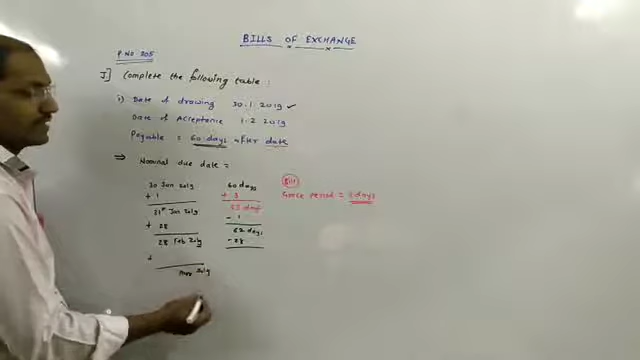 BILLS OF EXCHANGE
P.NO 205
I] Complete the following table :
i) Date of drawing 30.1.2019 ✓
Date of Acceptance 1.2.2019
Payable = 60 days after date
⇒ Nominal due date =
30 Jan 2019 60 days
+ 1 + 3
31st Jan 2019 63 days
+ 28 - 1
28 Feb 2019 62 days
+ - 28
Mar 2019
Bill
Grace period = 3 days